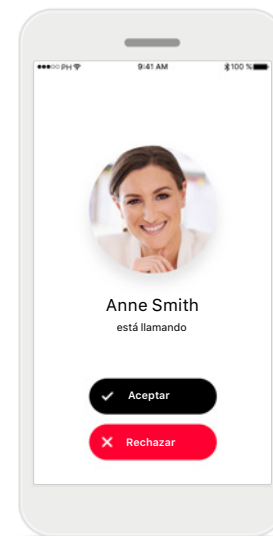 PH 9:41 AM 100 %
Anne Smith
está llamando
Aceptar
Rechazar